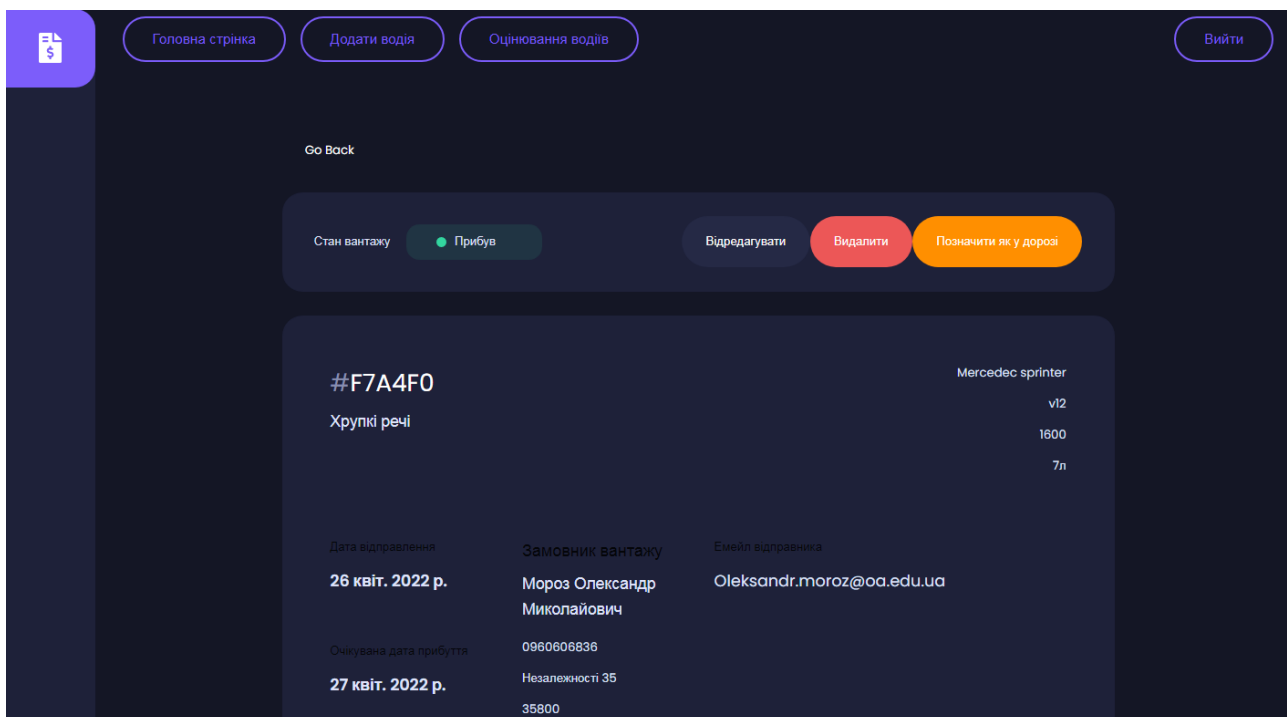 Головна стрінка
Додати водія
Оцінювання водіїв
Вийти
Go Back
Стан вантажу
Прибув
Відредагувати
Видалити
Позначити як у дорозі
#F7A4F0
Хрупкі речі
Mercedec sprinter
v12
1600
7л
Дата відправлення
26 квіт. 2022 р.
Очікувана дата прибуття
27 квіт. 2022 р.
Замовник вантажу
Мороз Олександр
Миколайович
0960606836
Незалежності 35
35800
Емейл відправника
Oleksandr.moroz@oa.edu.ua